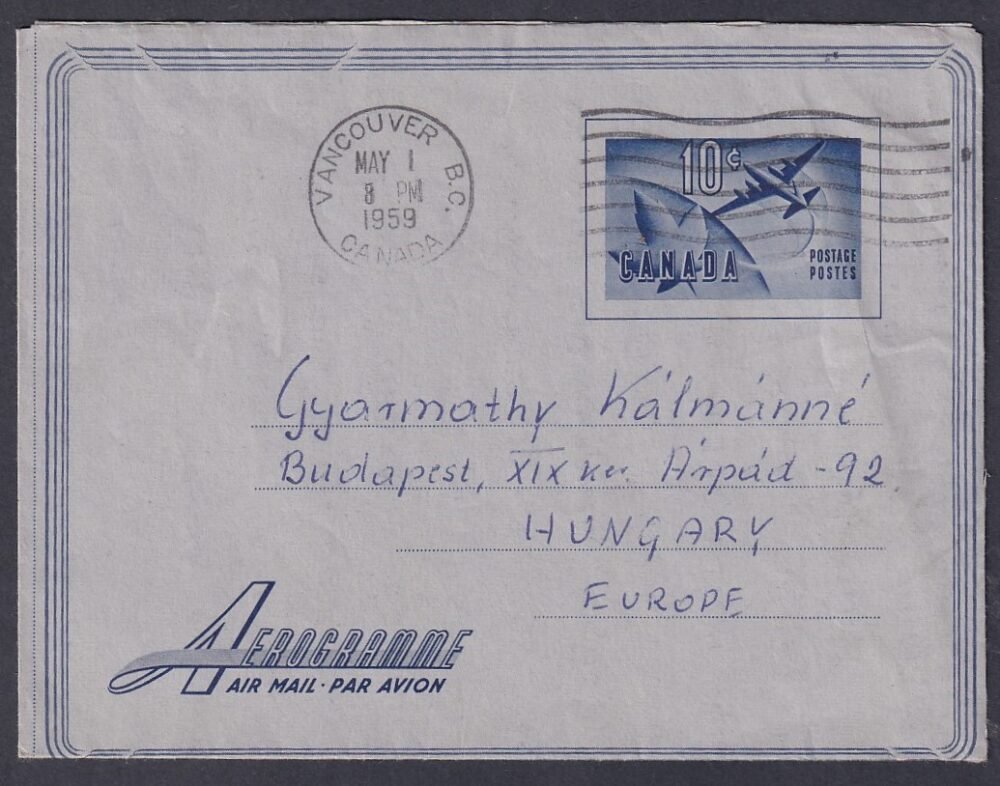 VANCOUVER B.C.
MAY 1
8 PM
1959
CANADA
10¢
CANADA
POSTAGE
POSTES
Gyarmathy Kálmánné
Budapest, XIX ker. Árpád - 92
HUNGARY
EUROPE
AEROGRAMME
AIR MAIL · PAR AVION